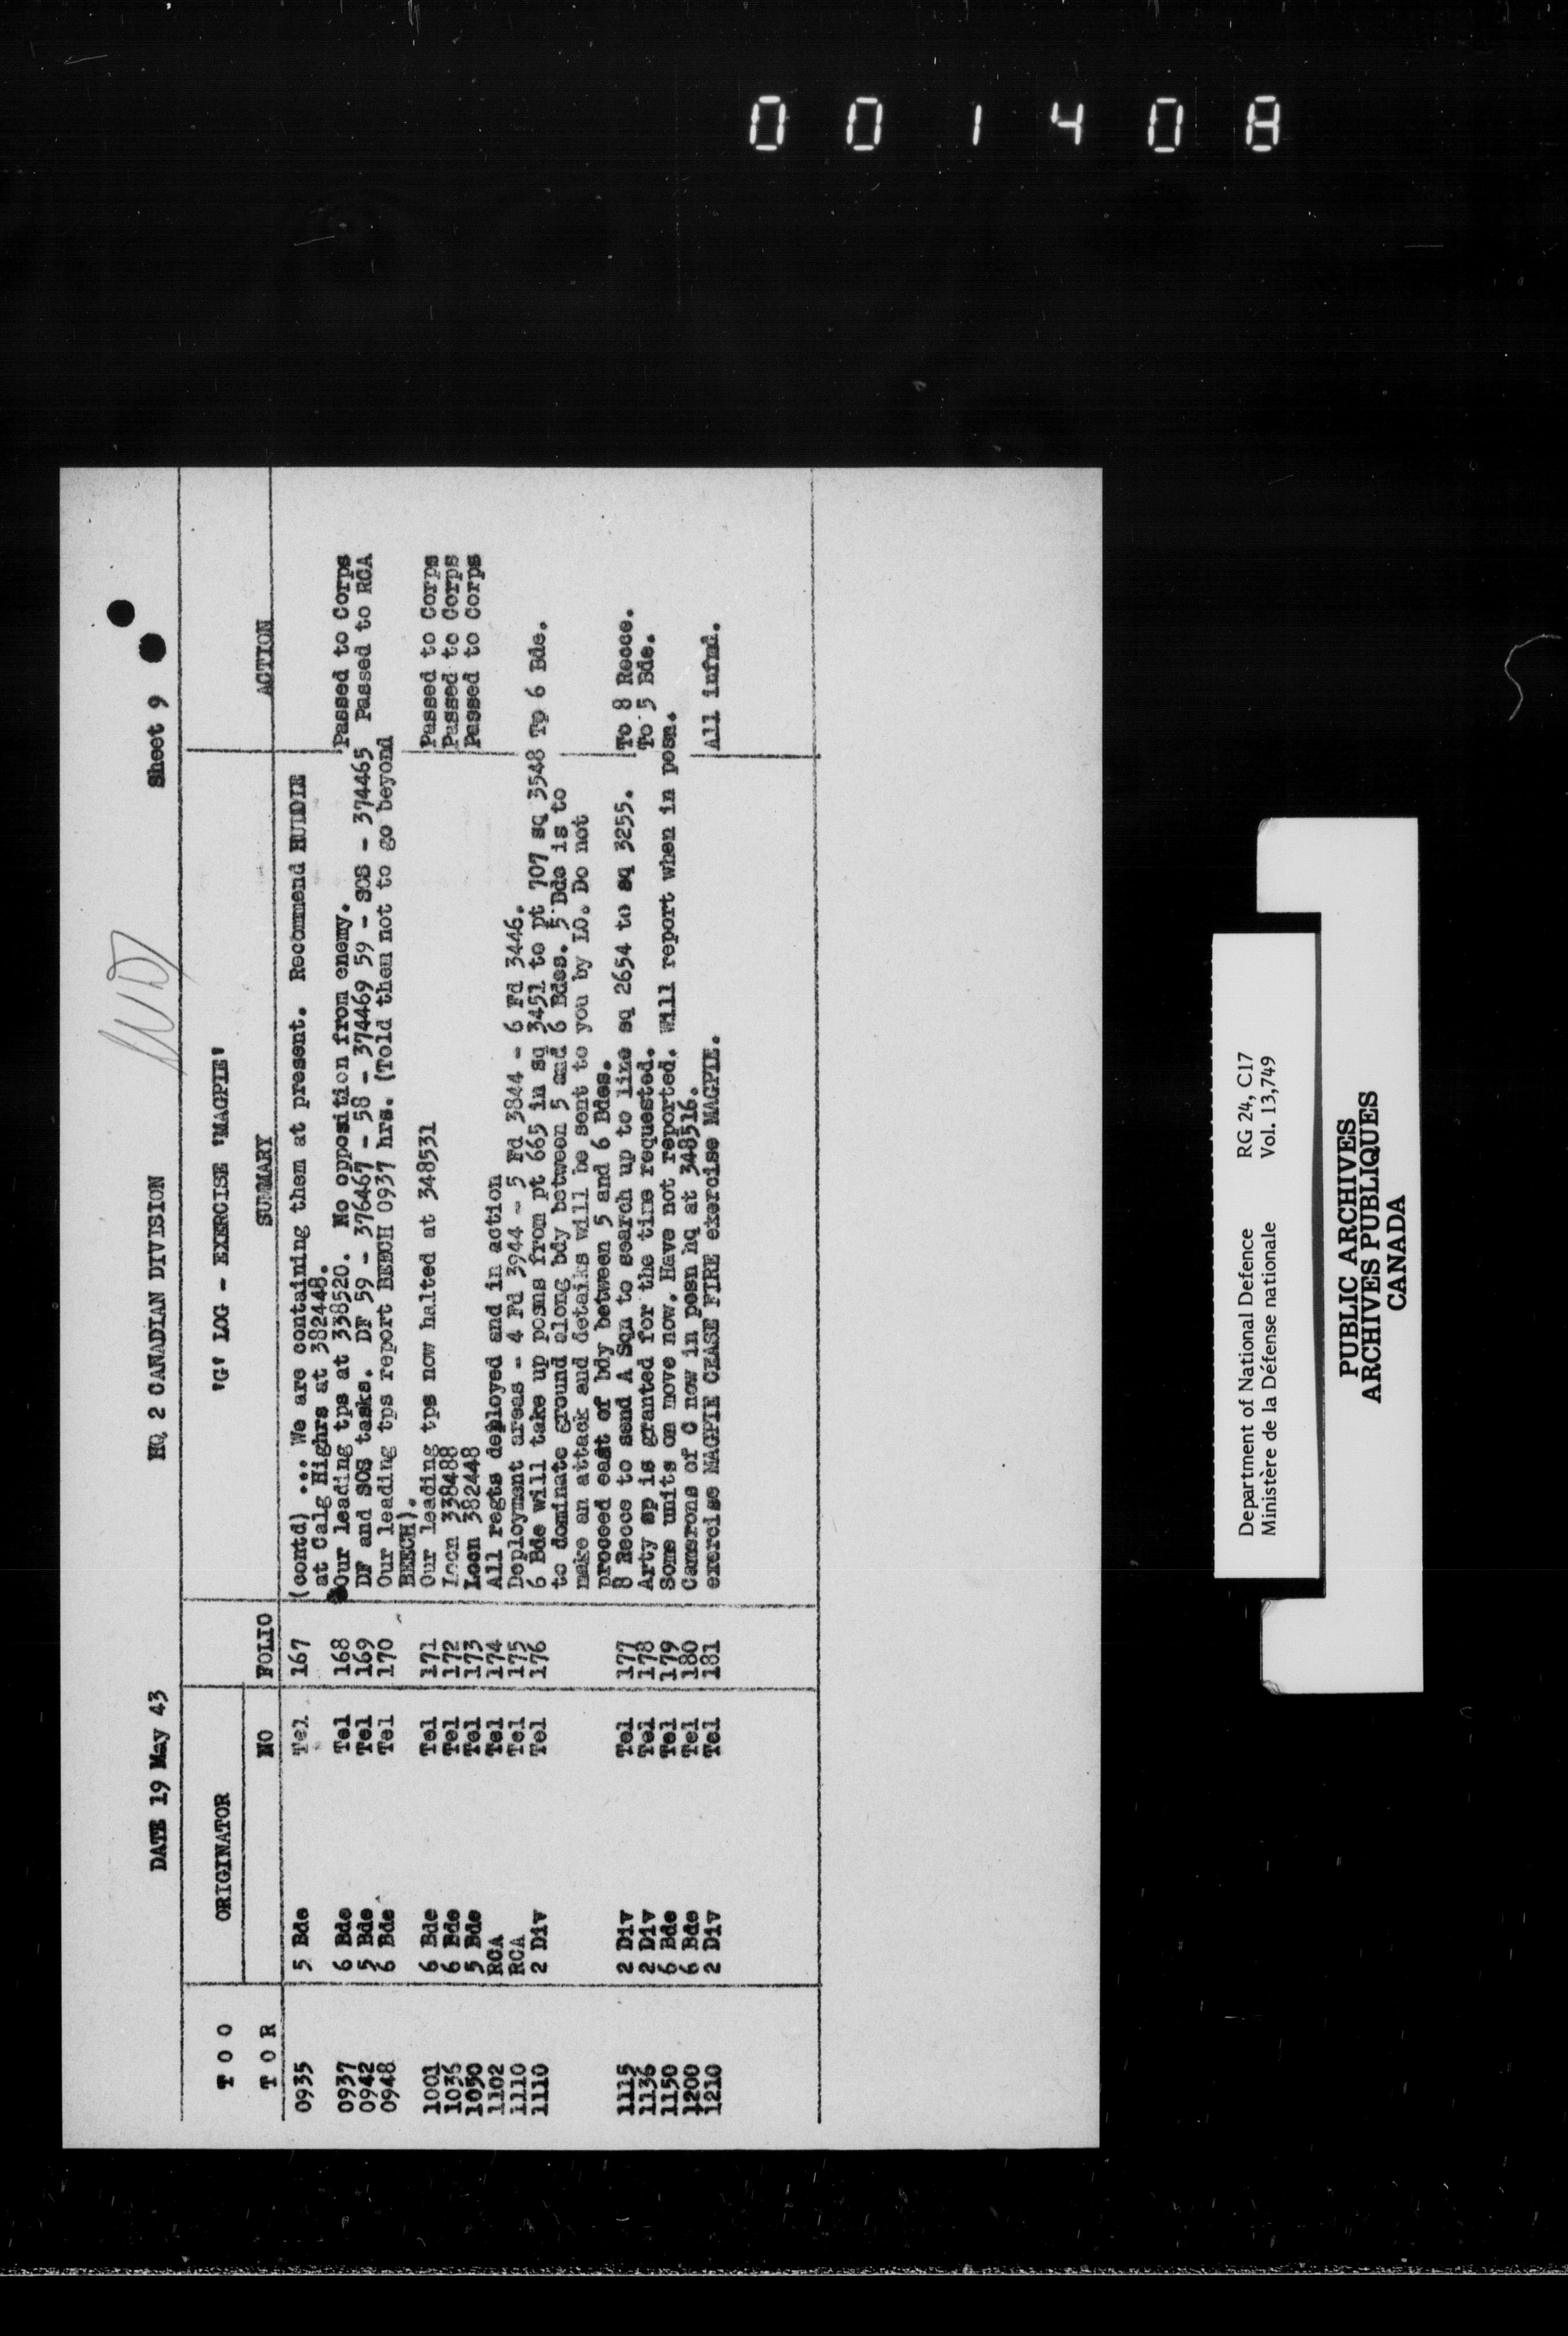 001408
DATE 19 May 43 HQ 2 CANADIAN DIVISION Sheet 9
'G' LOG - EXERCISE 'MAGPIE'
T O O ORIGINATOR
T O R NO FOLIO SUMMARY ACTION
0935 5 Bde Tel 167 (contd) ... We are containing them at present. Recommend HUDDIE
at Calg Highrs at 382448.
0937 6 Bde Tel 168 Our leading tps at 338520. No opposition from enemy. Passed to Corps
0942 5 Bde Tel 169 DF and SOS tasks. DF 59 - 376467 - 58 - 374469 59 - SOS - 374465 Passed to RCA
0948 6 Bde Tel 170 Our leading tps report BEECH 0937 hrs. (Told them not to go beyond
BEECH).
1001 6 Bde Tel 171 Our leading tps now halted at 348531 Passed to Corps
1036 6 Bde Tel 172 Locn 338488 Passed to Corps
1050 5 Bde Tel 173 Locn 382448 Passed to Corps
1102 RCA Tel 174 All regts deployed and in action
1110 RCA Tel 175 Deployment areas - 4 Fd 3944 - 5 Fd 3844 - 6 Fd 3446.
1110 2 Div Tel 176 6 Bde will take up posns from pt 665 in sq 3451 to pt 707 sq 3548 To 6 Bde.
to dominate ground along bdy between 5 and 6 Bdes. 5 Bde is to
make an attack and details will be sent to you by LO. Do not
proceed east of bdy between 5 and 6 Bdes.
1115 2 Div Tel 177 8 Recce to send A Sqn to search up to line sq 2654 to sq 3255. To 8 Recce.
1136 2 Div Tel 178 Arty sp is granted for the time requested. To 5 Bde.
1150 6 Bde Tel 179 Some units on move now. Have not reported. Will report when in posn.
1200 6 Bde Tel 180 Camerons of C now in posn hq at 348516.
1210 2 Div Tel 181 exercise MAGPIE CEASE FIRE exercise MAGPIE. All infmd.
Department of National Defence RG 24, C17
Ministère de la Défense nationale Vol. 13,749
PUBLIC ARCHIVES
ARCHIVES PUBLIQUES
CANADA